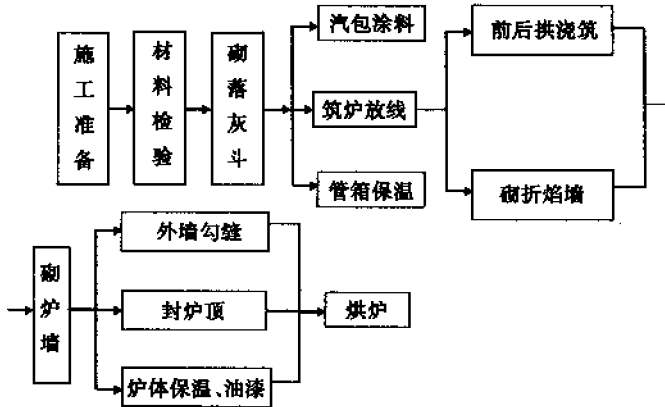 施工准备
材料检验
砌落灰斗
汽包涂料
筑炉放线
管箱保温
前后拱浇筑
砌折焰墙
砌炉墙
外墙勾缝
封炉顶
炉体保温、油漆
烘炉